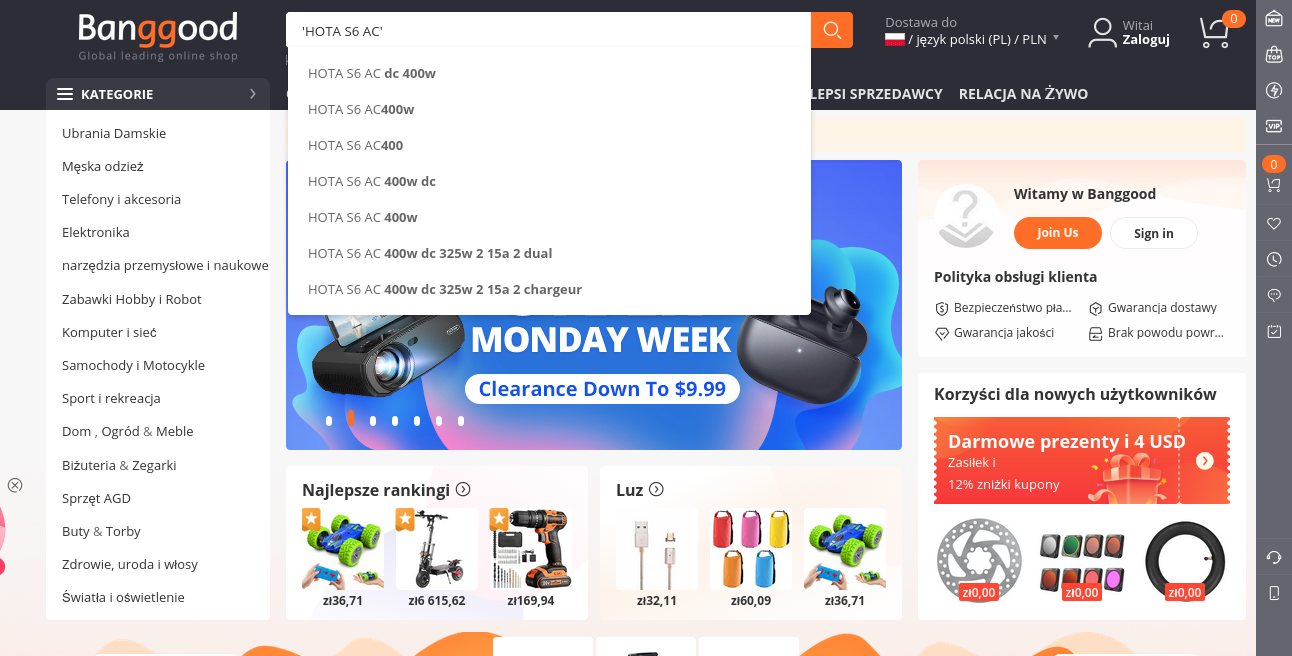 Banggood
Global leading online shop
'HOTA S6 AC'
Dostawa do
/ język polski (PL) / PLN
Witaj
Zaloguj
0
NEW
TOP
VIP
0
KATEGORIE
LEPSI SPRZEDAWCY
RELACJA NA ŻYWO
HOTA S6 AC dc 400w
HOTA S6 AC400w
HOTA S6 AC400
HOTA S6 AC 400w dc
HOTA S6 AC 400w
HOTA S6 AC 400w dc 325w 2 15a 2 dual
HOTA S6 AC 400w dc 325w 2 15a 2 chargeur
Ubrania Damskie
Męska odzież
Telefony i akcesoria
Elektronika
narzędzia przemysłowe i naukowe
Zabawki Hobby i Robot
Komputer i sieć
Samochody i Motocykle
Sport i rekreacja
Dom , Ogród & Meble
Biżuteria & Zegarki
Sprzęt AGD
Buty & Torby
Zdrowie, uroda i włosy
Światła i oświetlenie
MONDAY WEEK
Clearance Down To $9.99
Witamy w Banggood
Join Us
Sign in
Polityka obsługi klienta
Bezpieczeństwo pła...
Gwarancja dostawy
Gwarancja jakości
Brak powodu powr...
Najlepsze rankingi
zł36,71
zł6 615,62
zł169,94
Luz
zł32,11
zł60,09
zł36,71
Korzyści dla nowych użytkowników
Darmowe prezenty i 4 USD
Zasiłek i
12% zniżki kupony
zł0,00
zł0,00
zł0,00